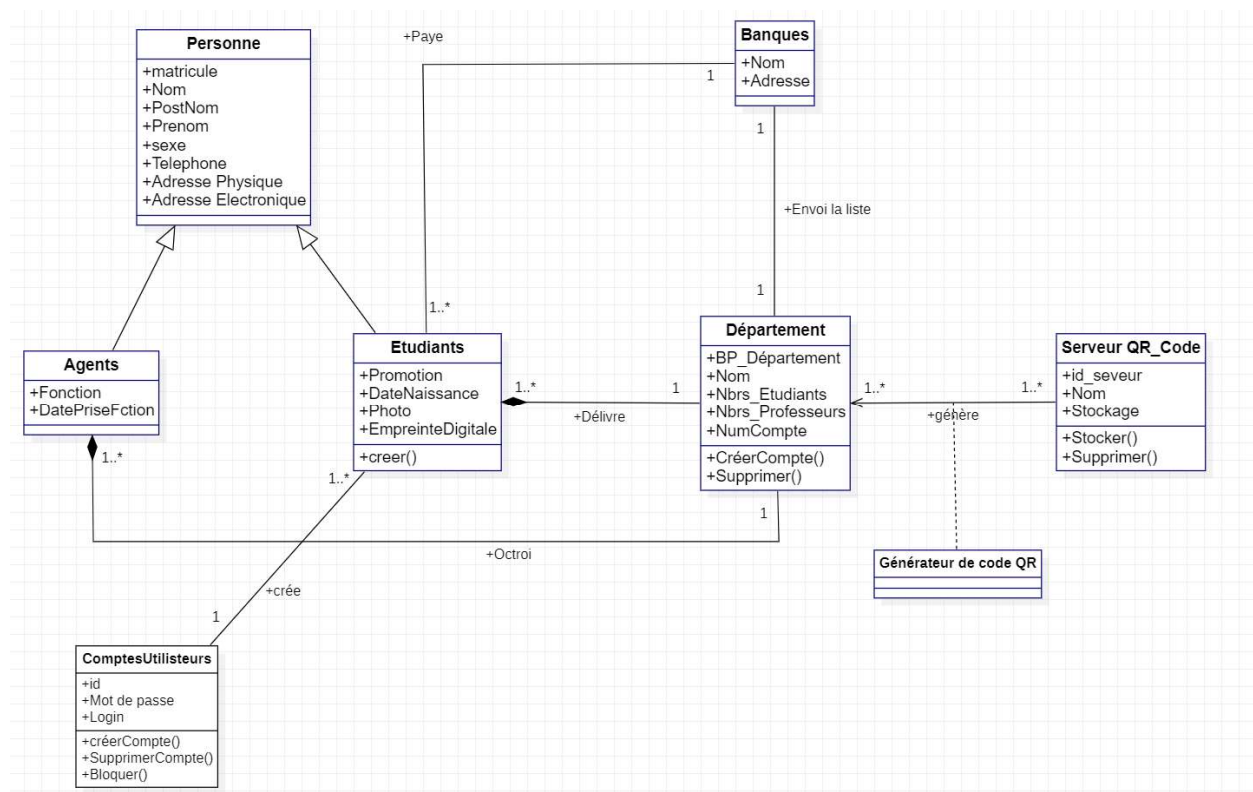 Personne
+matricule
+Nom
+PostNom
+Prenom
+sexe
+Telephone
+Adresse Physique
+Adresse Electronique
+Paye
1
1..*
Banques
+Nom
+Adresse
1
+Envoi la liste
1
Agents
+Fonction
+DatePriseFction
1..*
Etudiants
+Promotion
+DateNaissance
+Photo
+EmpreinteDigitale
+creer()
1..*
1
+Délivre
Département
+BP_Département
+Nom
+Nbrs_Etudiants
+Nbrs_Professeurs
+NumCompte
+CréerCompte()
+Supprimer()
1..*
1..*
+génère
Serveur QR_Code
+id_seveur
+Nom
+Stockage
+Stocker()
+Supprimer()
1..*
1
+Octroi
Générateur de code QR
+crée
1
ComptesUtilisteurs
+id
+Mot de passe
+Login
+créerCompte()
+SupprimerCompte()
+Bloquer()